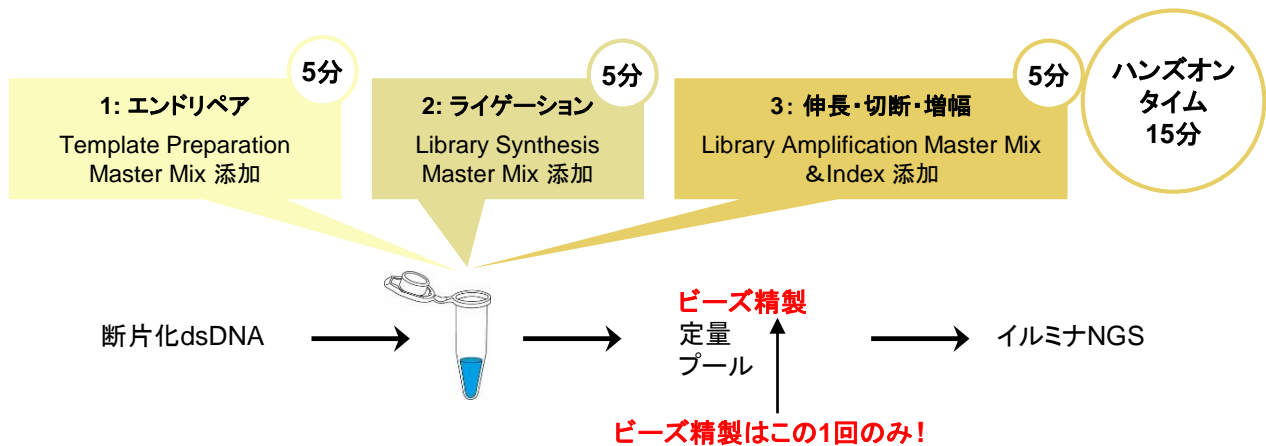 5分
1: エンドリペア
Template Preparation
Master Mix 添加
5分
2: ライゲーション
Library Synthesis
Master Mix 添加
5分
3： 伸長・切断・増幅
Library Amplification Master Mix
＆Index 添加
ハンズオン
タイム
15分
断片化dsDNA
ビーズ精製
定量
プール
イルミナNGS
ビーズ精製はこの1回のみ！